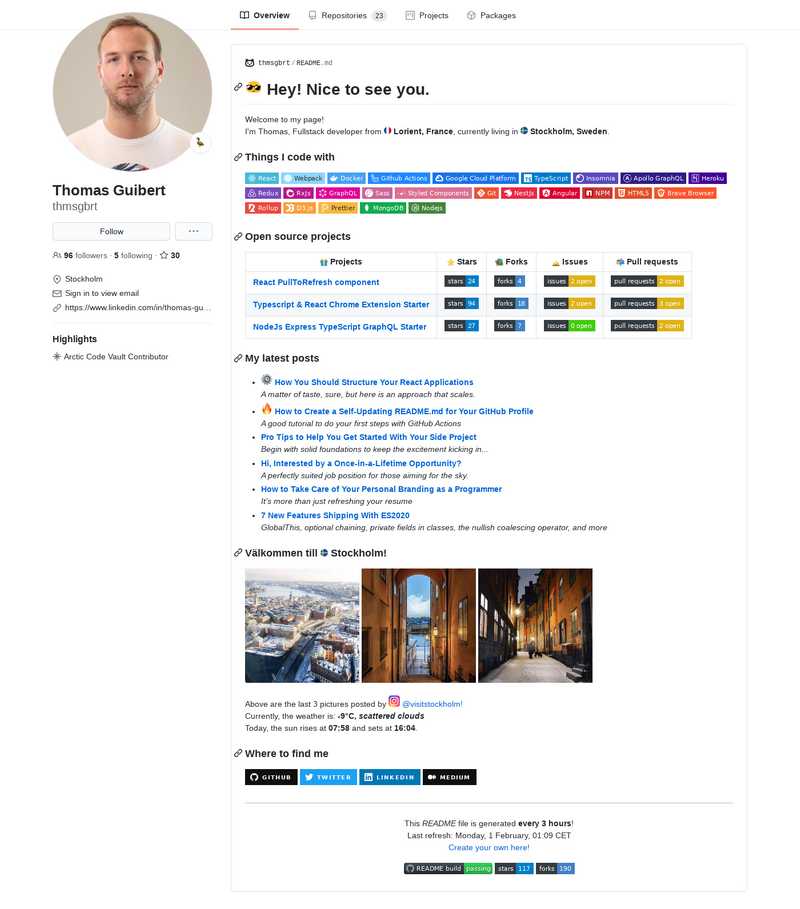 Overview Repositories 23 Projects Packages
thmsgbrt / README.md
Hey! Nice to see you.
Welcome to my page!
I'm Thomas, Fullstack developer from Lorient, France, currently living in Stockholm, Sweden.
Things I code with
React Webpack Docker Github Actions Google Cloud Platform TypeScript Insomnia Apollo GraphQL Heroku
Redux RxJs GraphQL Sass Styled Components Git NestJs Angular NPM HTML5 Brave Browser
Rollup D3.js Prettier MongoDB Nodejs
Thomas Guibert
thmsgbrt
Follow ...
96 followers · 5 following · 30
Stockholm
Sign in to view email
https://www.linkedin.com/in/thomas-gu...
Highlights
Arctic Code Vault Contributor
Open source projects
Projects Stars Forks Issues Pull requests
React PullToRefresh component stars 24 forks 4 issues 2 open pull requests 2 open
Typescript & React Chrome Extension Starter stars 94 forks 18 issues 2 open pull requests 3 open
NodeJs Express TypeScript GraphQL Starter stars 27 forks 7 issues 0 open pull requests 2 open
My latest posts
How You Should Structure Your React Applications
A matter of taste, sure, but here is an approach that scales.
How to Create a Self-Updating README.md for Your GitHub Profile
A good tutorial to do your first steps with GitHub Actions
Pro Tips to Help You Get Started With Your Side Project
Begin with solid foundations to keep the excitement kicking in...
Hi, Interested by a Once-in-a-Lifetime Opportunity?
A perfectly suited job position for those aiming for the sky.
How to Take Care of Your Personal Branding as a Programmer
It's more than just refreshing your resume
7 New Features Shipping With ES2020
GlobalThis, optional chaining, private fields in classes, the nullish coalescing operator, and more
Välkommen till Stockholm!
Above are the last 3 pictures posted by @visitstockholm!
Currently, the weather is: -9°C, scattered clouds
Today, the sun rises at 07:58 and sets at 16:04.
Where to find me
GITHUB TWITTER LINKEDIN MEDIUM
This README file is generated every 3 hours!
Last refresh: Monday, 1 February, 01:09 CET
Create your own here!
README build passing stars 117 forks 190